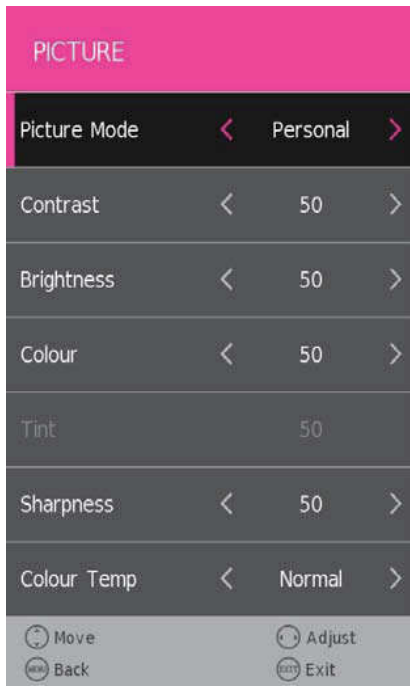 PICTURE
Picture Mode < Personal >
Contrast < 50 >
Brightness < 50 >
Colour < 50 >
Tint 50
Sharpness < 50 >
Colour Temp < Normal >
Move Adjust
MENU Back EXIT Exit